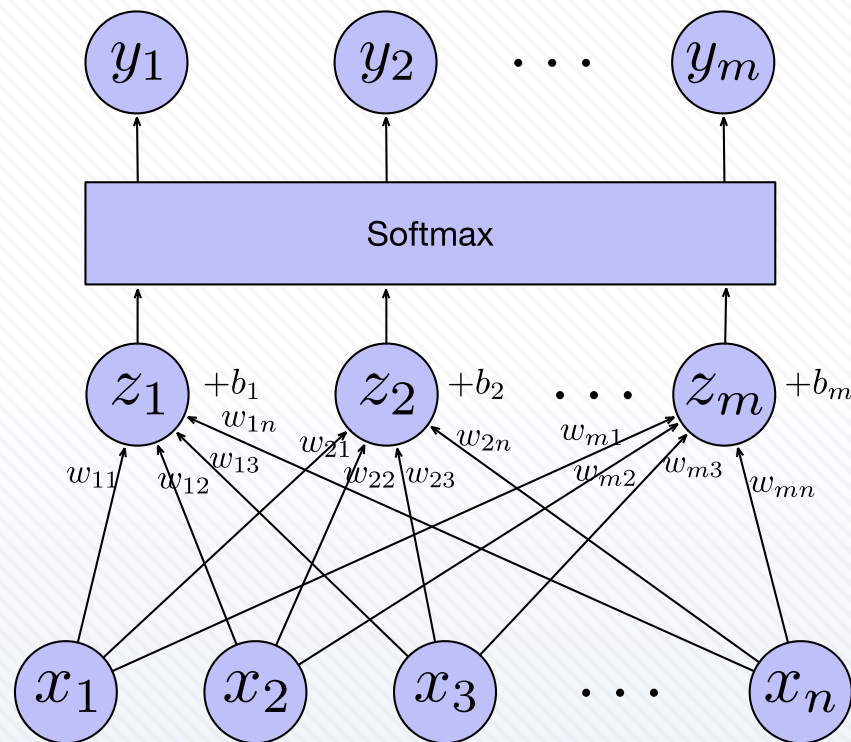 y₁ y₂ ··· yₘ
Softmax
z₁ +b₁ z₂ +b₂ ··· zₘ +bₘ
w₁ₙ w₂₁ w₂ₙ wₘ₁
w₁₁ w₁₂ w₁₃ w₂₂ w₂₃ wₘ₂ wₘ₃ wₘₙ
x₁ x₂ x₃ ··· xₙ